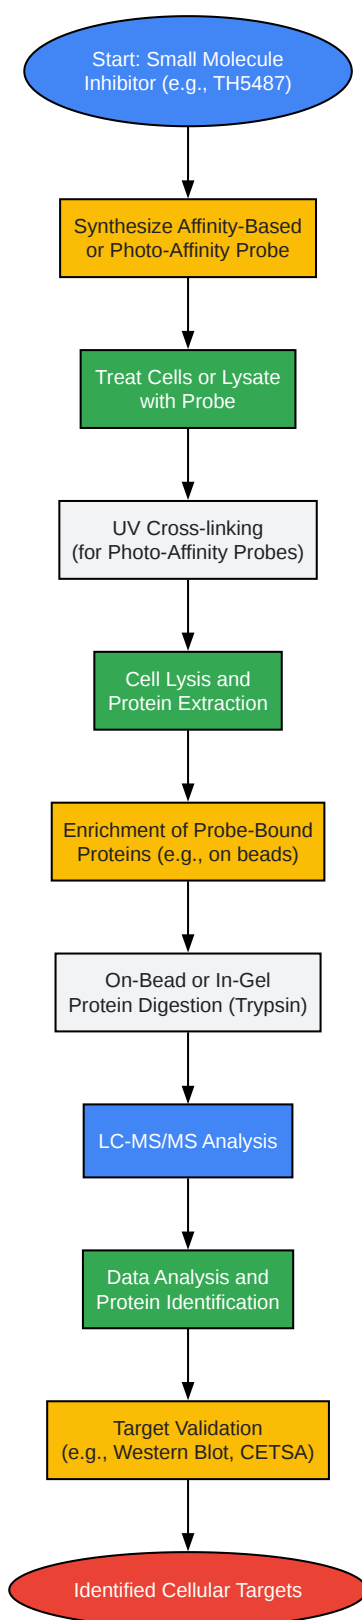 Start: Small Molecule
Inhibitor (e.g., TH5487)
Synthesize Affinity-Based
or Photo-Affinity Probe
Treat Cells or Lysate
with Probe
UV Cross-linking
(for Photo-Affinity Probes)
Cell Lysis and
Protein Extraction
Enrichment of Probe-Bound
Proteins (e.g., on beads)
On-Bead or In-Gel
Protein Digestion (Trypsin)
LC-MS/MS Analysis
Data Analysis and
Protein Identification
Target Validation
(e.g., Western Blot, CETSA)
Identified Cellular Targets